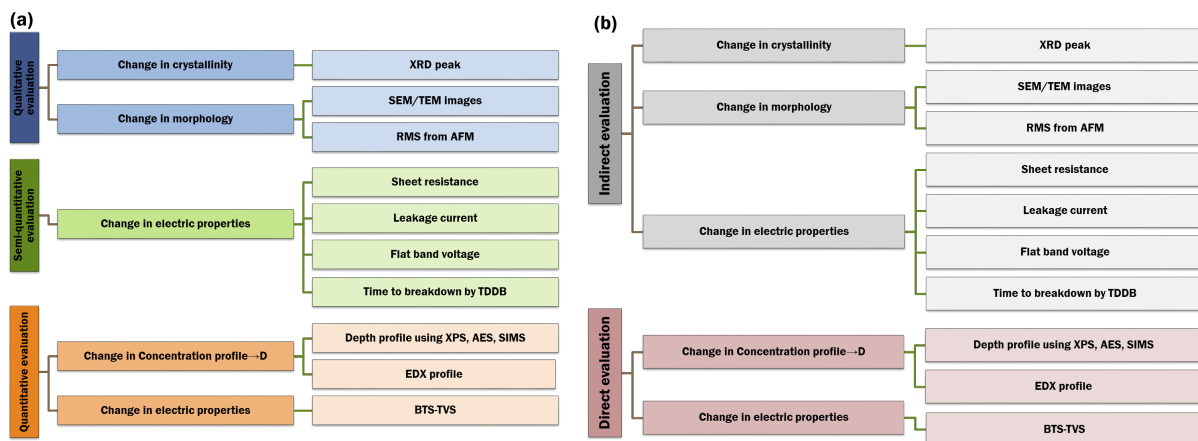 (a)
Qualitative
evaluation
Change in crystallinity
XRD peak
Change in morphology
SEM/TEM images
RMS from AFM
Semi-quantitative
evaluation
Change in electric properties
Sheet resistance
Leakage current
Flat band voltage
Time to breakdown by TDDB
Quantitative evaluation
Change in Concentration profile→D
Depth profile using XPS, AES, SIMS
EDX profile
Change in electric properties
BTS-TVS
(b)
Indirect evaluation
Change in crystallinity
XRD peak
Change in morphology
SEM/TEM images
RMS from AFM
Change in electric properties
Sheet resistance
Leakage current
Flat band voltage
Time to breakdown by TDDB
Direct evaluation
Change in Concentration profile→D
Depth profile using XPS, AES, SIMS
EDX profile
Change in electric properties
BTS-TVS